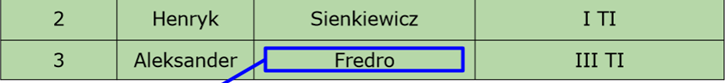 2 Henryk Sienkiewicz I TI
3 Aleksander Fredro III TI